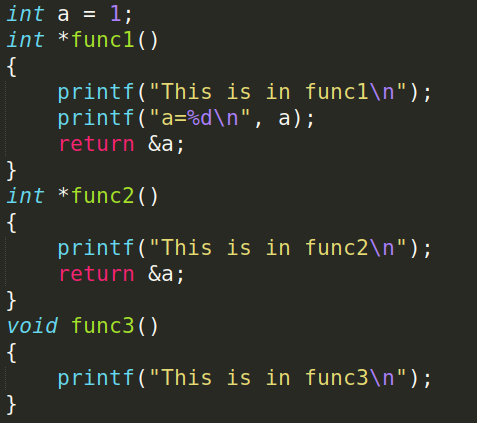 int a = 1;
int *func1()
{
    printf("This is in func1\n");
    printf("a=%d\n", a);
    return &a;
}
int *func2()
{
    printf("This is in func2\n");
    return &a;
}
void func3()
{
    printf("This is in func3\n");
}